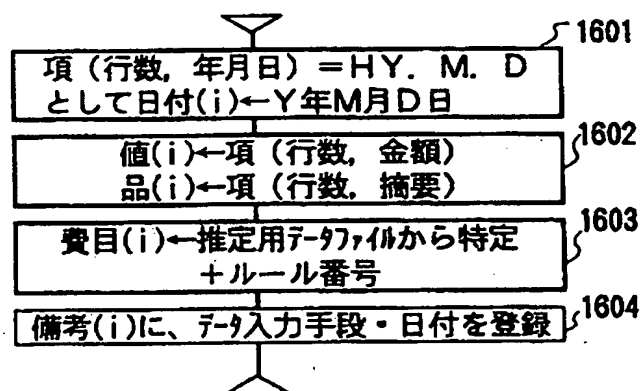 1601
項（行数, 年月日）＝HY. M. D
として日付(i)←Y年M月D日
1602
値(i)←項（行数, 金額）
品(i)←項（行数, 摘要）
1603
費目(i)←推定用データファイルから特定
＋ルール番号
1604
備考(i)に、データ入力手段・日付を登録